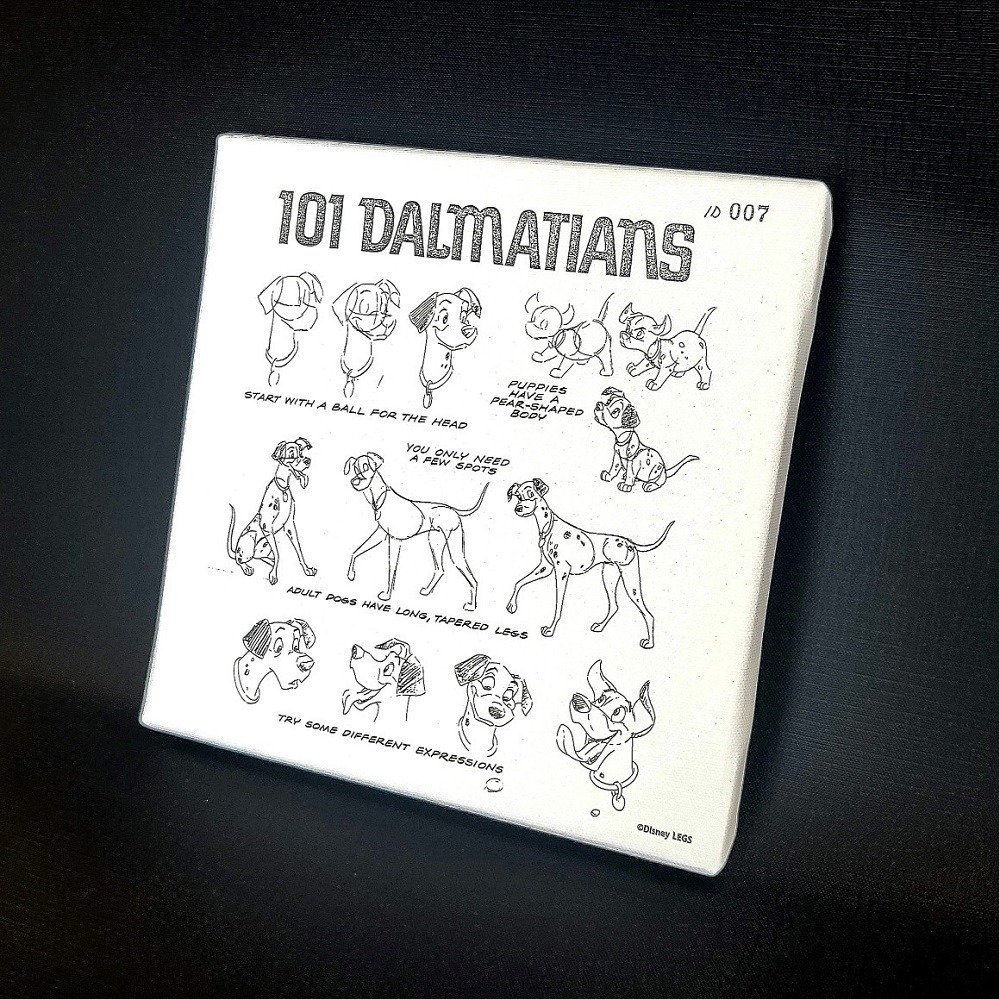 101 DALMATIANS
ID 007
START WITH A BALL FOR THE HEAD
PUPPIES
HAVE A
PEAR-SHAPED
BODY
YOU ONLY NEED
A FEW SPOTS
ADULT DOGS HAVE LONG, TAPERED LEGS
TRY SOME DIFFERENT EXPRESSIONS
©Disney LEGS